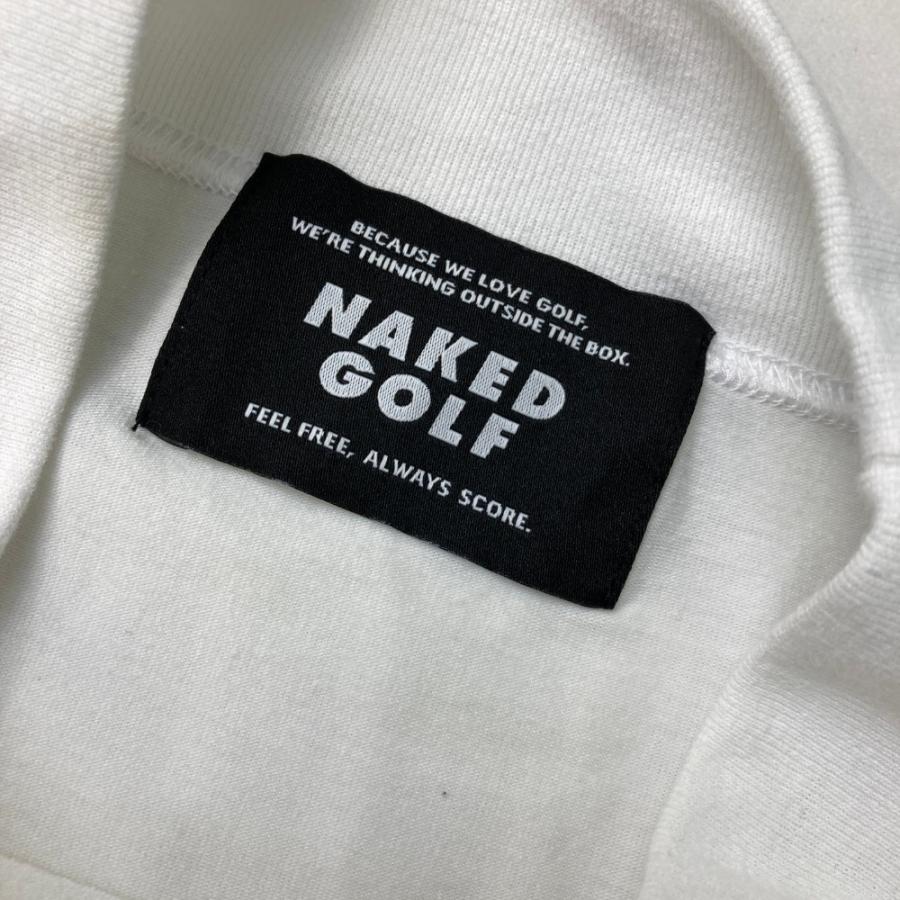 BECAUSE WE LOVE GOLF,
WE'RE THINKING OUTSIDE THE BOX.
NAKED
GOLF
FEEL FREE, ALWAYS SCORE.